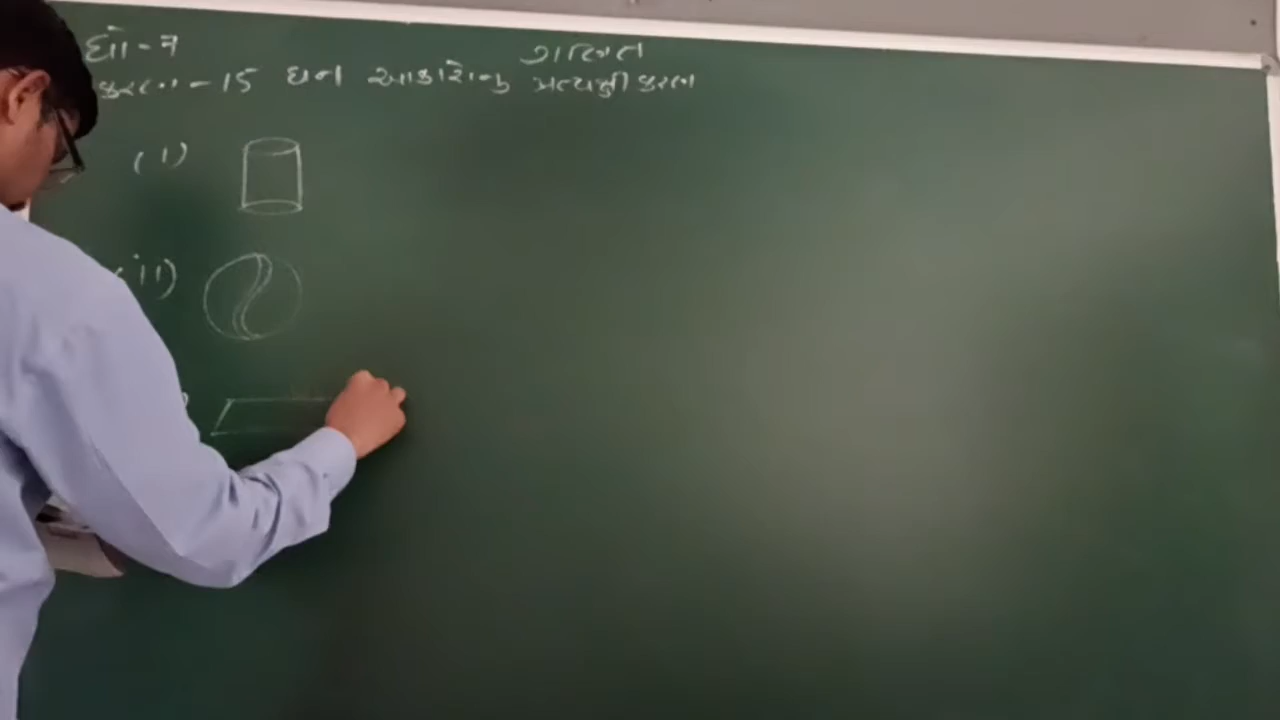 ધો-7
ગણિત
પ્રકરણ-15 ઘન આકારોનું પ્રત્યક્ષીકરણ
(i)
(ii)